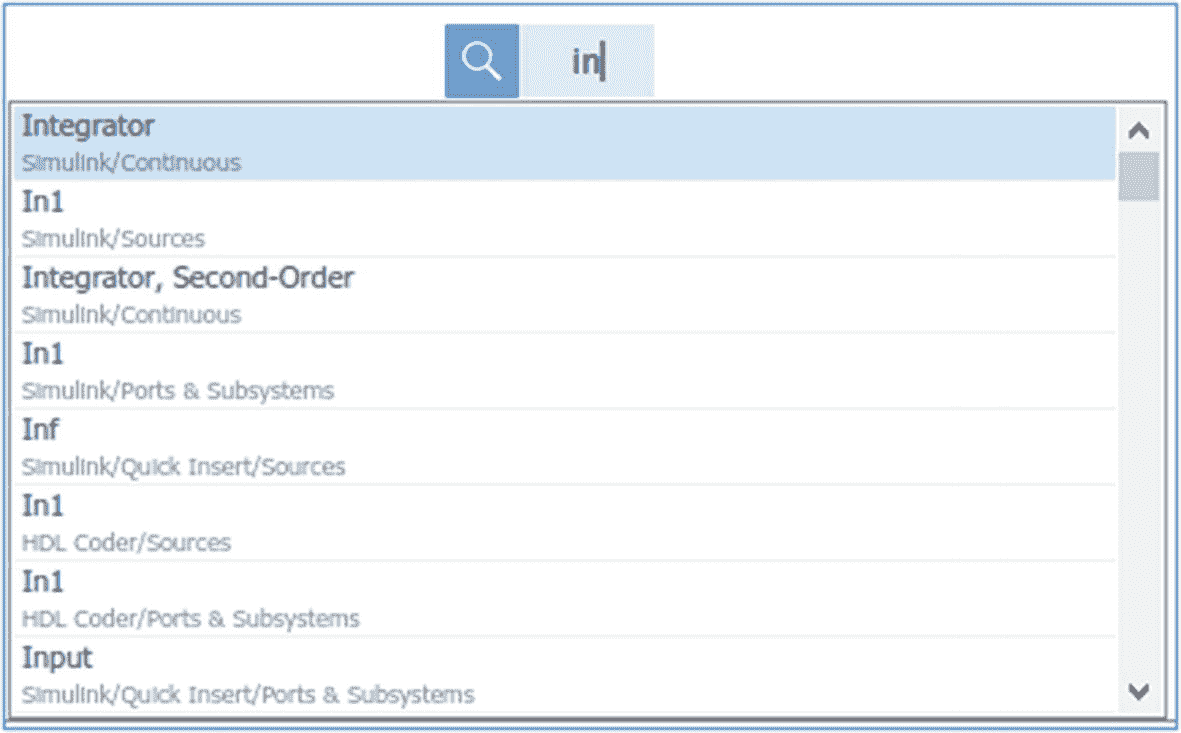 in
Integrator
Simulink/Continuous
In1
Simulink/Sources
Integrator, Second-Order
Simulink/Continuous
In1
Simulink/Ports & Subsystems
Inf
Simulink/Quick Insert/Sources
In1
HDL Coder/Sources
In1
HDL Coder/Ports & Subsystems
Input
Simulink/Quick Insert/Ports & Subsystems